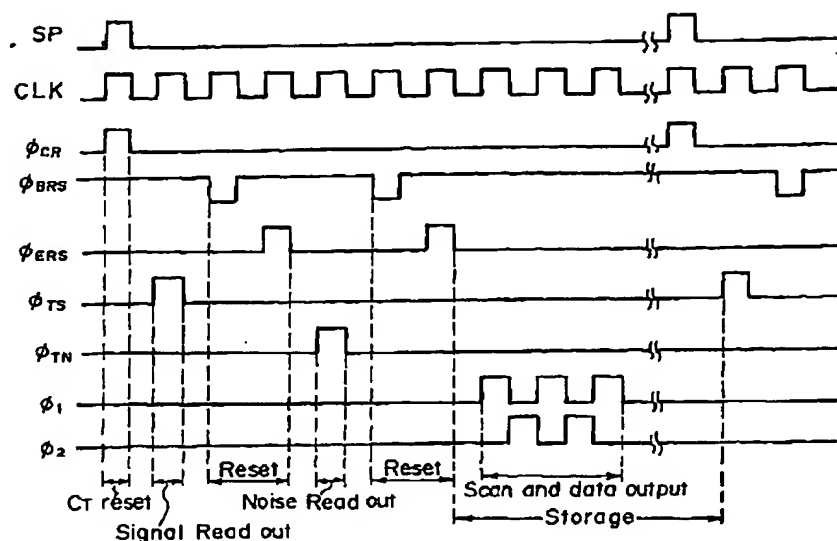 SP
CLK
φCR
φBRS
φERS
φTS
φTN
φ1
φ2
Reset
Reset
CT reset
Noise Read out
Scan and data output
Signal Read out
Storage